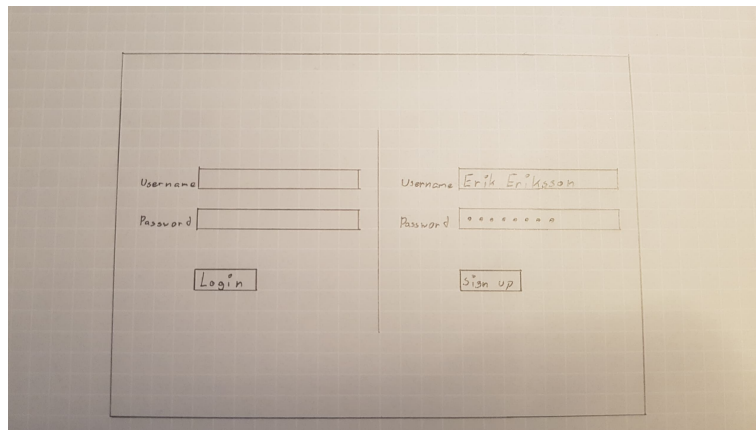 Username
Password
Login
Username Erik Eriksson
Password ********
Sign up